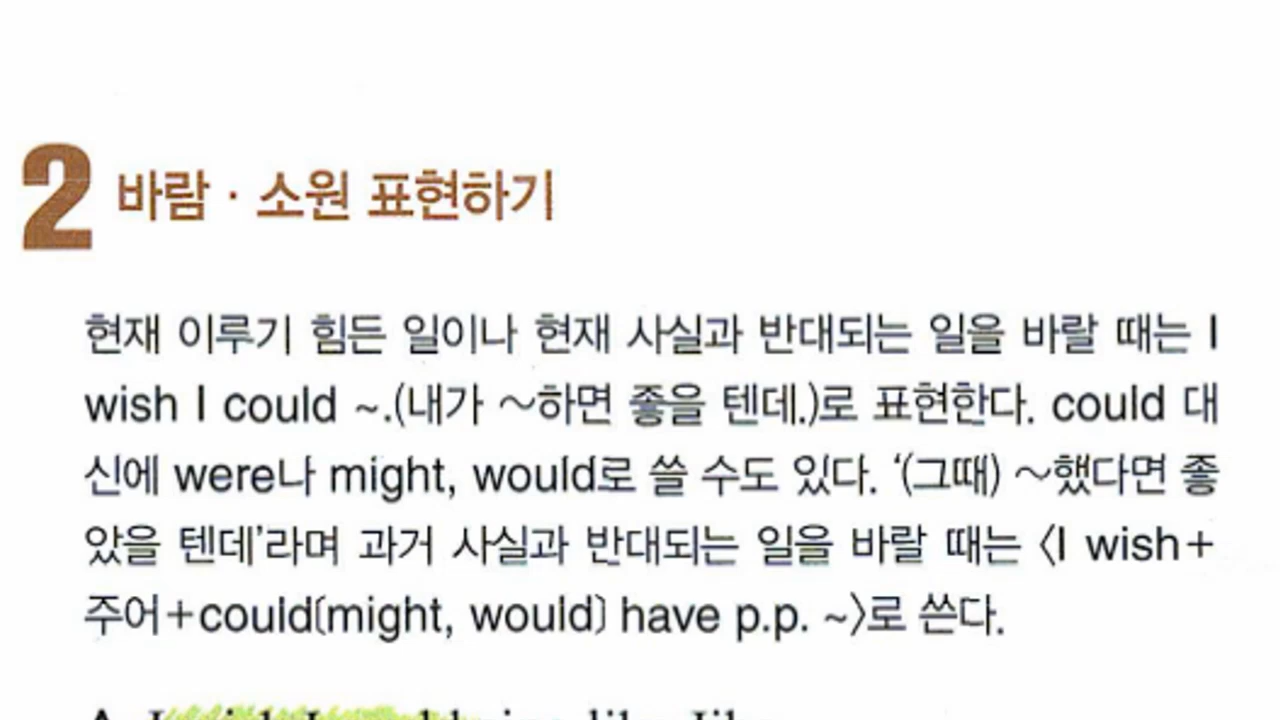 2 바람 · 소원 표현하기
현재 이루기 힘든 일이나 현재 사실과 반대되는 일을 바랄 때는 I
wish I could ~.(내가 ~하면 좋을 텐데.)로 표현한다. could 대
신에 were나 might, would로 쓸 수도 있다. ‘(그때) ~했다면 좋
았을 텐데’라며 과거 사실과 반대되는 일을 바랄 때는 〈I wish+
주어+could(might, would) have p.p. ~〉로 쓴다.